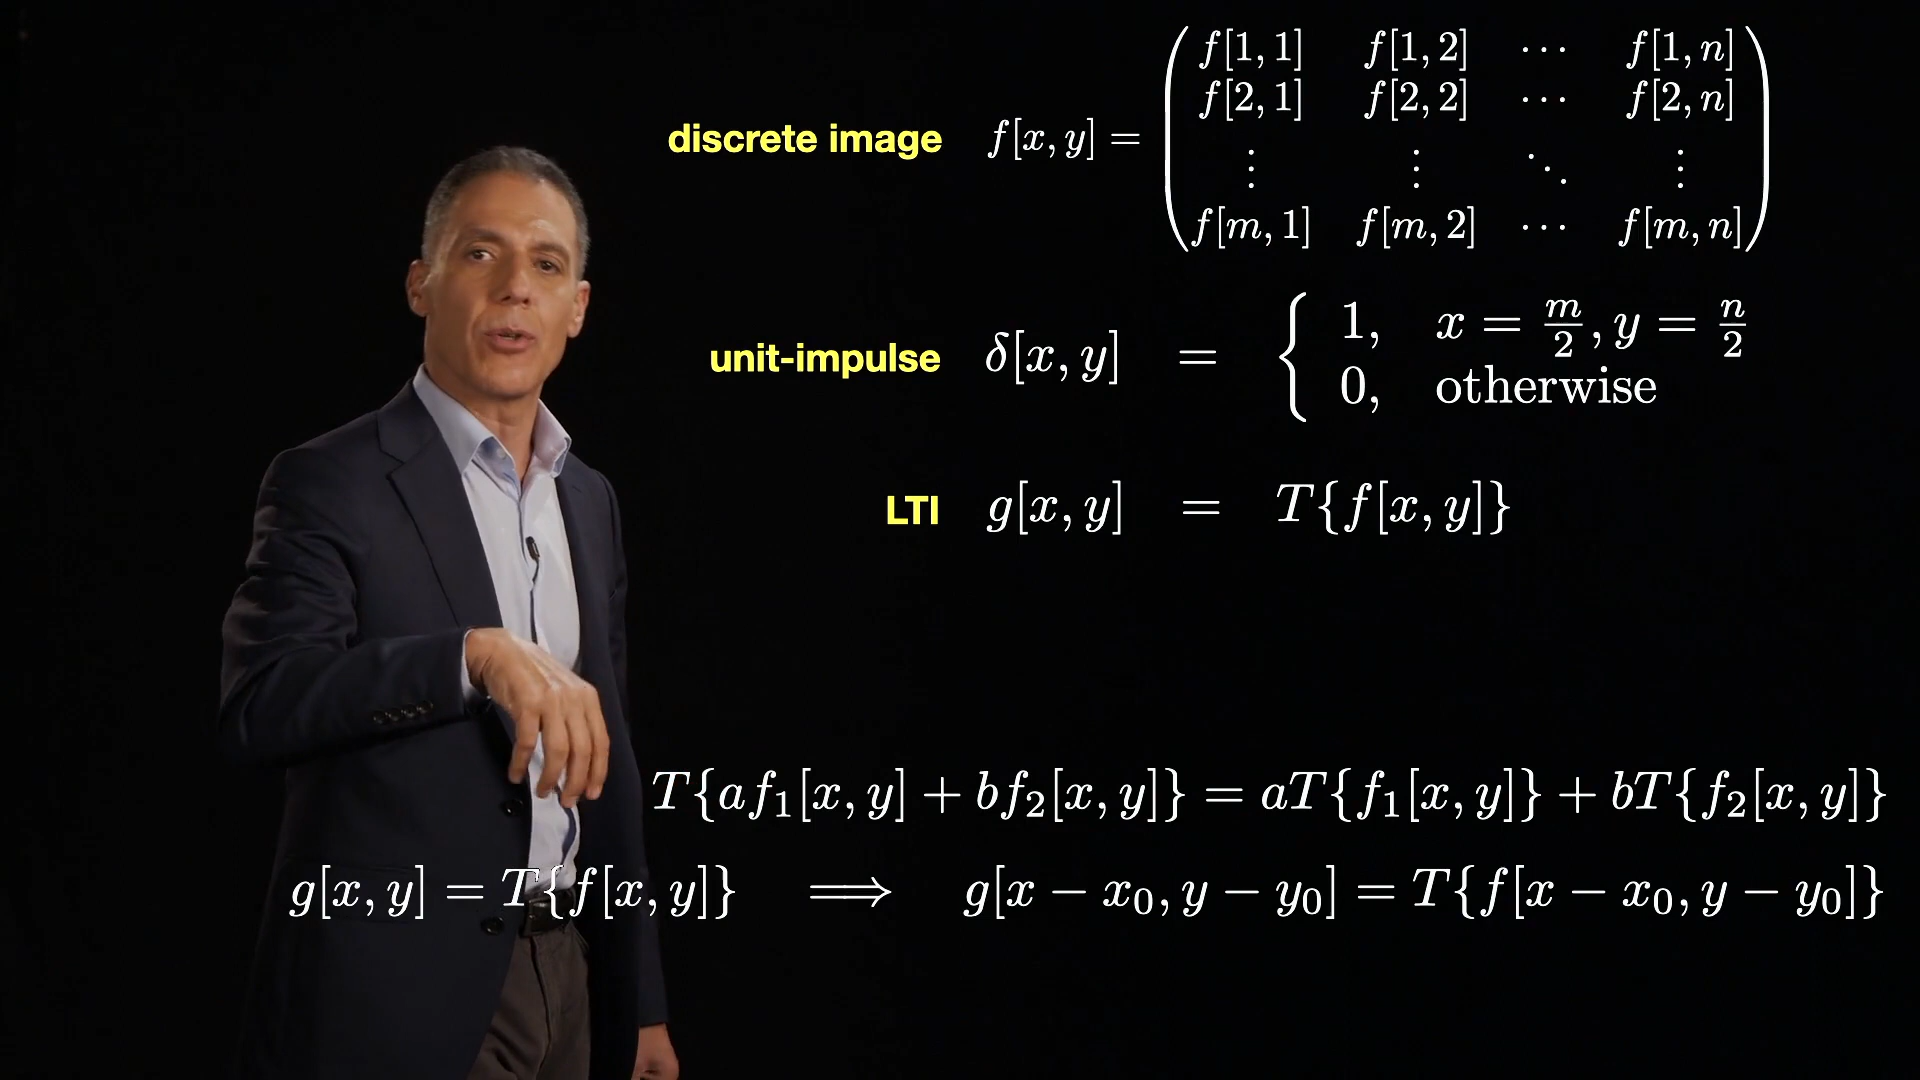 discrete image f[x, y] = ( f[1, 1] f[1, 2] ⋯ f[1, n]
f[2, 1] f[2, 2] ⋯ f[2, n]
⋮ ⋮ ⋱ ⋮
f[m, 1] f[m, 2] ⋯ f[m, n] )
unit-impulse δ[x, y] = { 1, x = m/2, y = n/2
0, otherwise
LTI g[x, y] = T{f[x, y]}
T{af₁[x, y] + bf₂[x, y]} = aT{f₁[x, y]} + bT{f₂[x, y]}
g[x, y] = T{f[x, y]} ⟹ g[x − x₀, y − y₀] = T{f[x − x₀, y − y₀]}